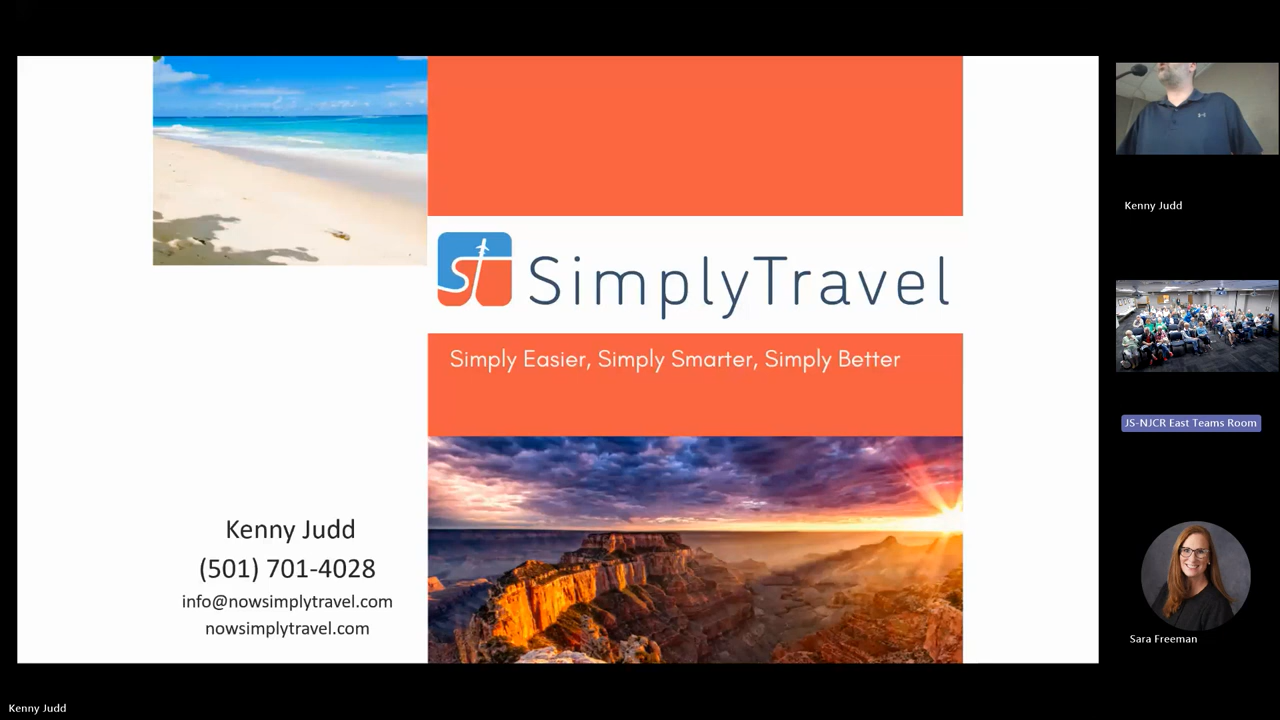 SimplyTravel
Simply Easier, Simply Smarter, Simply Better
Kenny Judd
(501) 701-4028
info@nowsimplytravel.com
nowsimplytravel.com
Kenny Judd
JS-NJCR East Teams Room
Sara Freeman
Kenny Judd